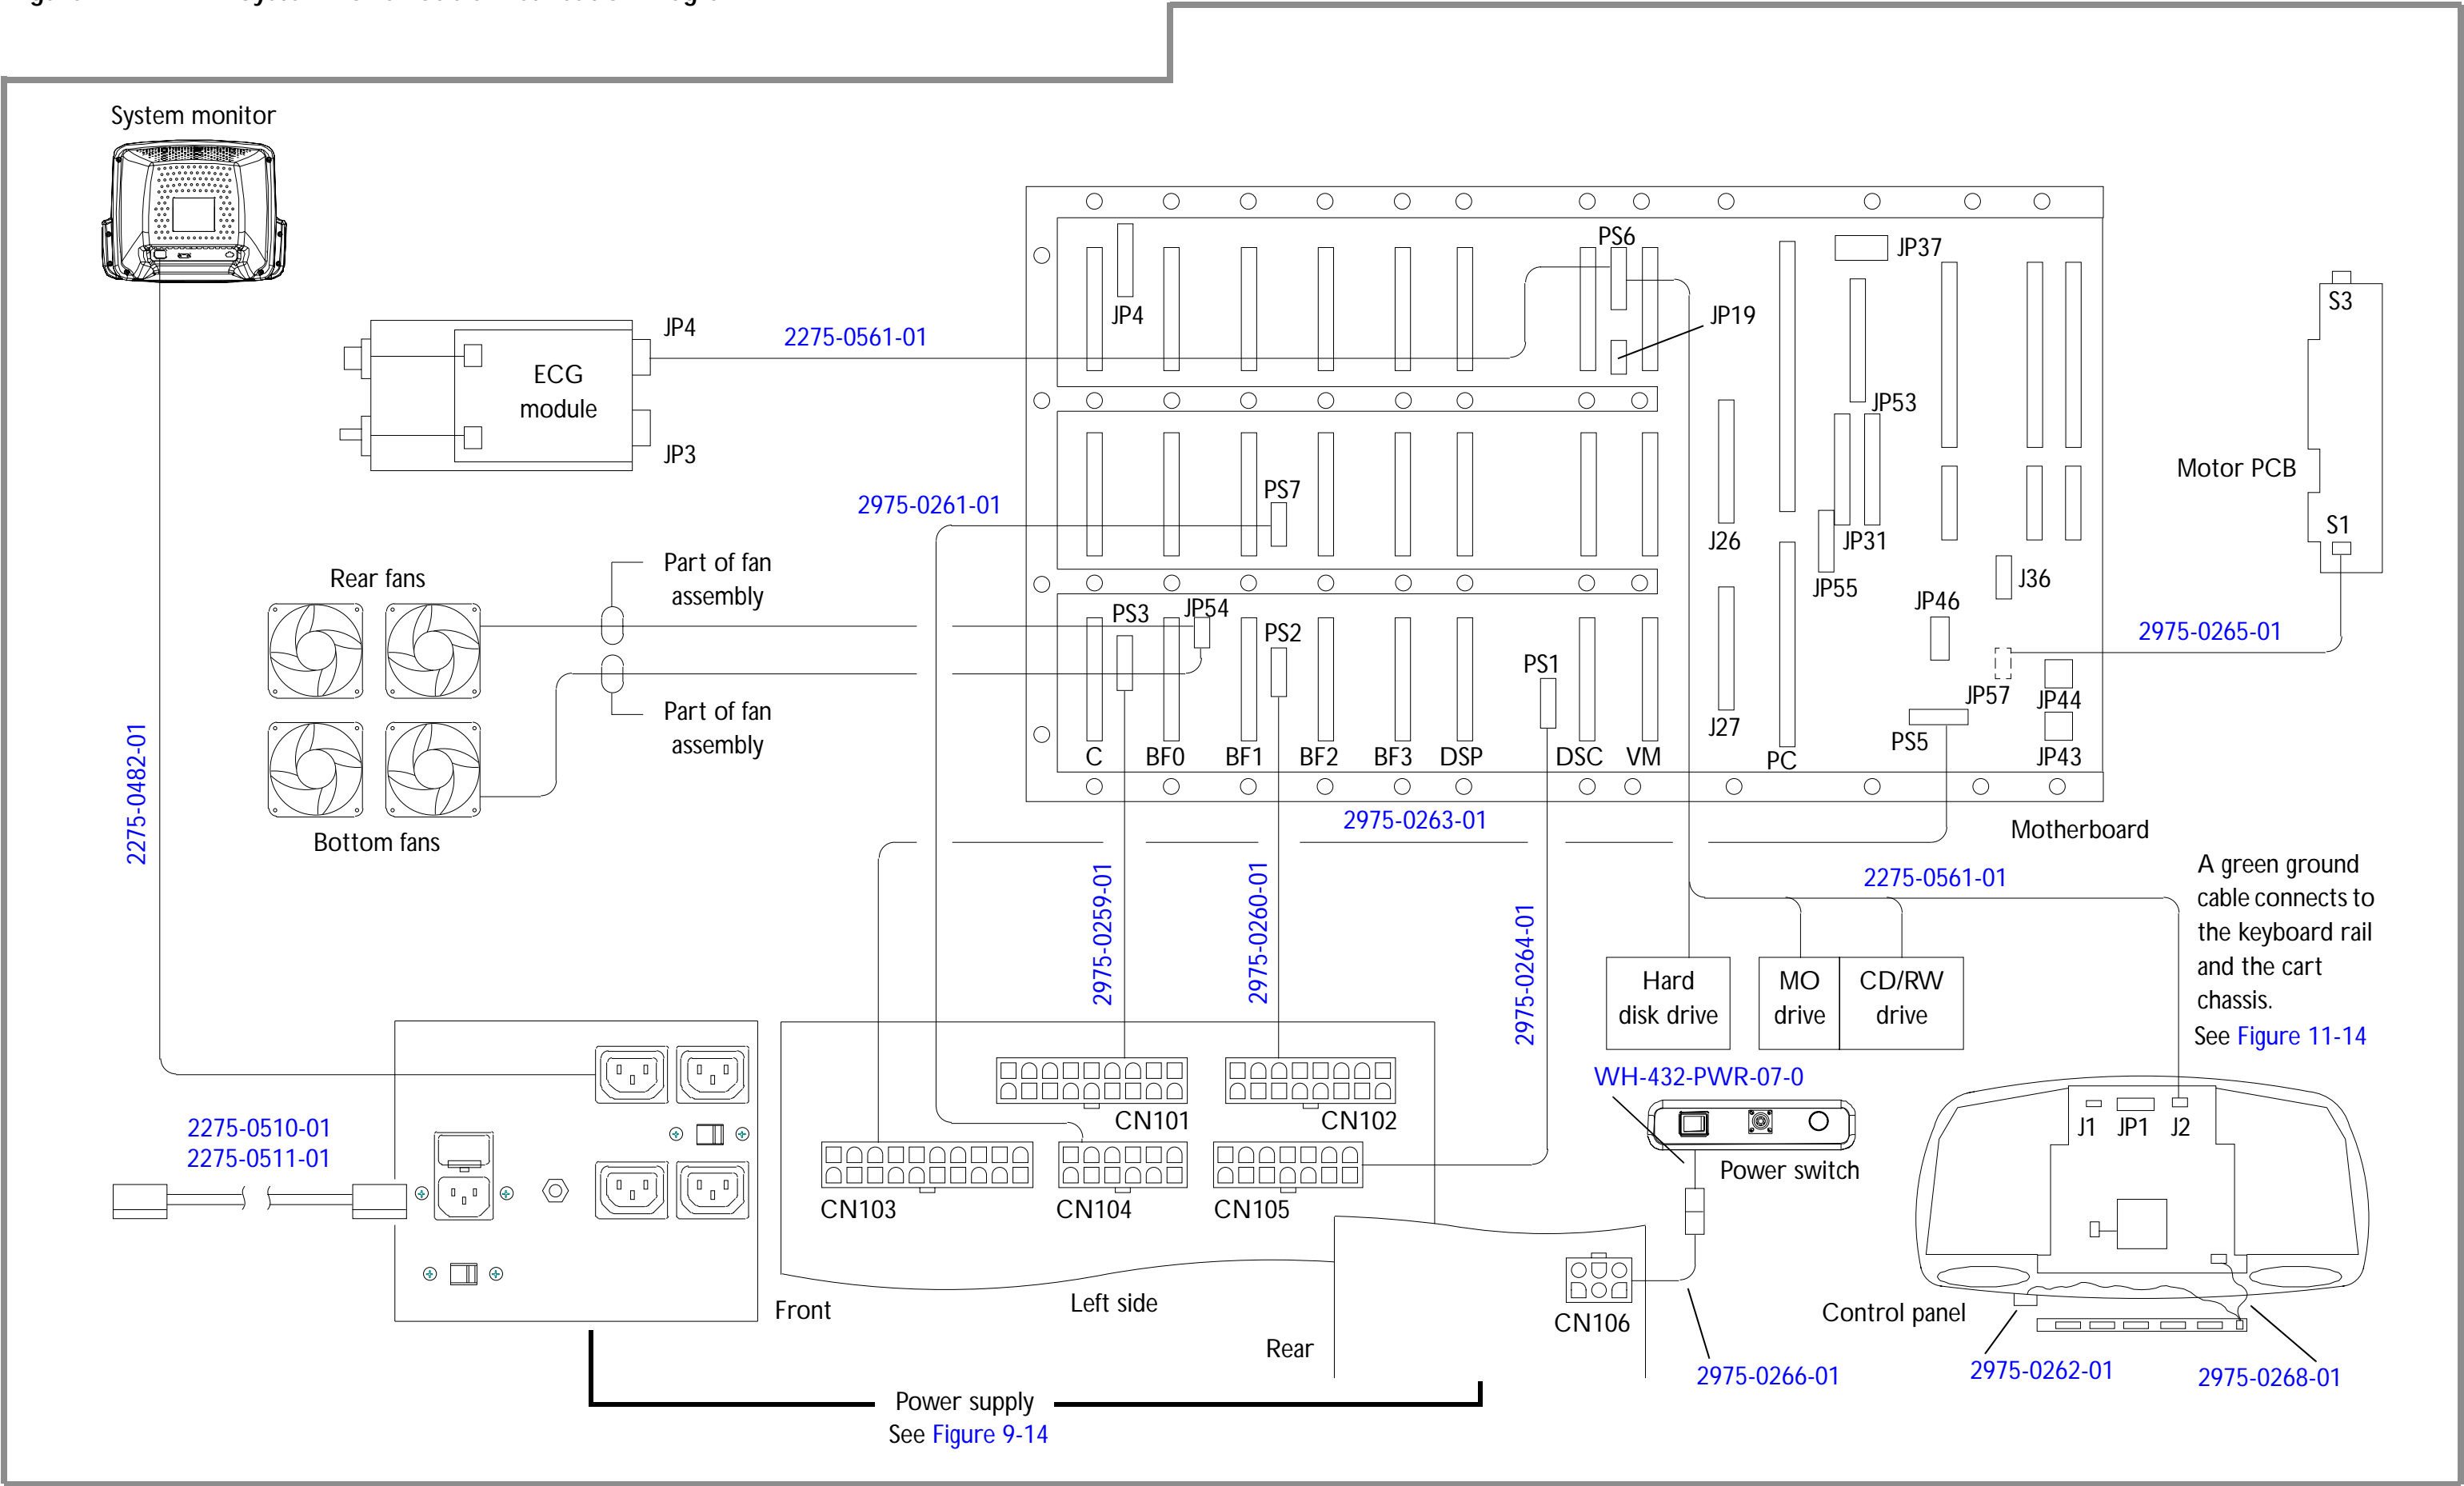 System monitor
JP4
2275-0561-01
ECG
module
JP3
JP4
PS6
JP19
JP37
JP53
S3
Motor PCB
S1
2975-0261-01
PS7
J26
JP31
JP55
J36
JP46
2975-0265-01
Part of fan
assembly
Rear fans
PS3
JP54
PS2
PS1
JP57
JP44
Part of fan
assembly
J27
PS5
JP43
C
BF0
BF1
BF2
BF3
DSP
DSC
VM
PC
2275-0482-01
Bottom fans
2975-0263-01
Motherboard
2975-0259-01
2975-0260-01
2975-0264-01
2275-0561-01
A green ground
cable connects to
the keyboard rail
and the cart
chassis.
See Figure 11-14
Hard
disk drive
MO
drive
CD/RW
drive
WH-432-PWR-07-0
2275-0510-01
2275-0511-01
CN101
CN102
J1
JP1
J2
Power switch
CN103
CN104
CN105
Front
Left side
Rear
CN106
Control panel
2975-0266-01
2975-0262-01
2975-0268-01
Power supply
See Figure 9-14